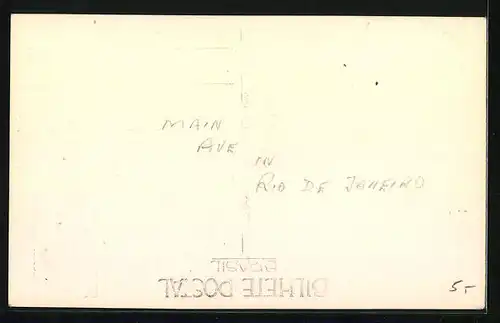 MAIN
AVE
IN
RIO DE JANEIRO
BRASIL
BILHETE POSTAL
5-